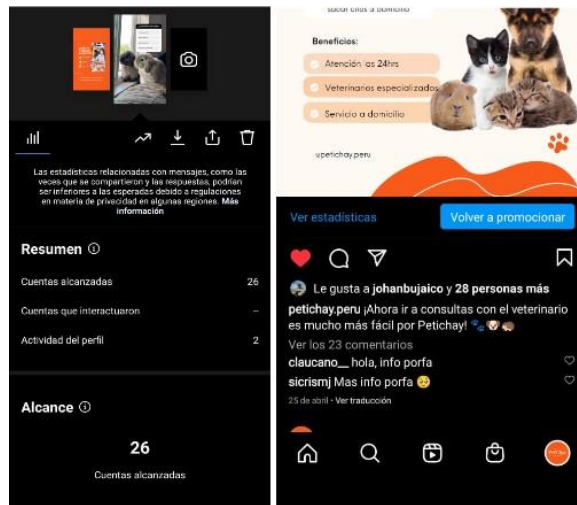 Las estadísticas relacionadas con mensajes, como las
veces que se compartieron y las respuestas, podrían
ser inferiores a las esperadas debido a regulaciones
en materia de privacidad en algunas regiones. Más
información
Resumen
Cuentas alcanzadas 26
Cuentas que interactuaron –
Actividad del perfil 2
Alcance
26
Cuentas alcanzadas
sacar citas a domicilio
Beneficios:
Atención las 24hrs
Veterinarios especializados
Servicio a domicilio
upetichay.peru
Ver estadísticas
Volver a promocionar
Le gusta a johanbujaico y 28 personas más
petichay.peru ¡Ahora ir a consultas con el veterinario
es mucho más fácil por Petichay! 🐾🐶🦔
Ver los 23 comentarios
claucano__ hola, info porfa
sicrismj Mas info porfa 🥺
25 de abril · Ver traducción